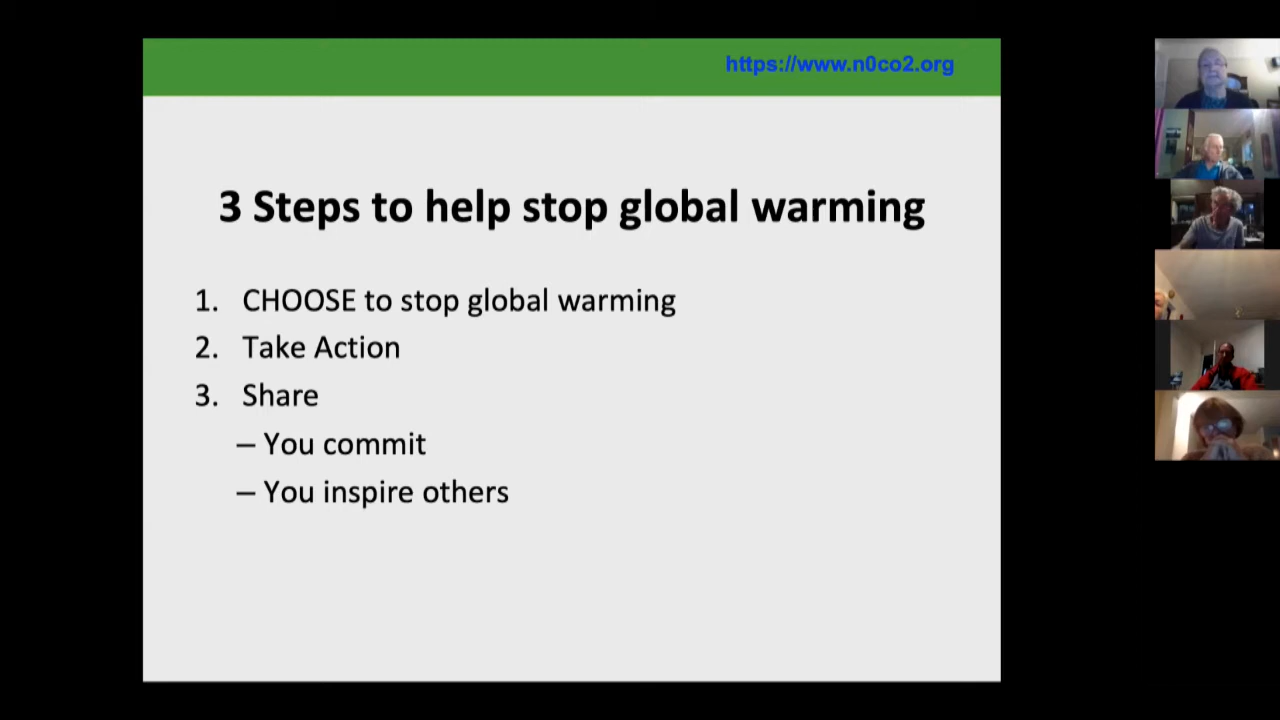 https://www.n0co2.org
3 Steps to help stop global warming
1. CHOOSE to stop global warming
2. Take Action
3. Share
– You commit
– You inspire others